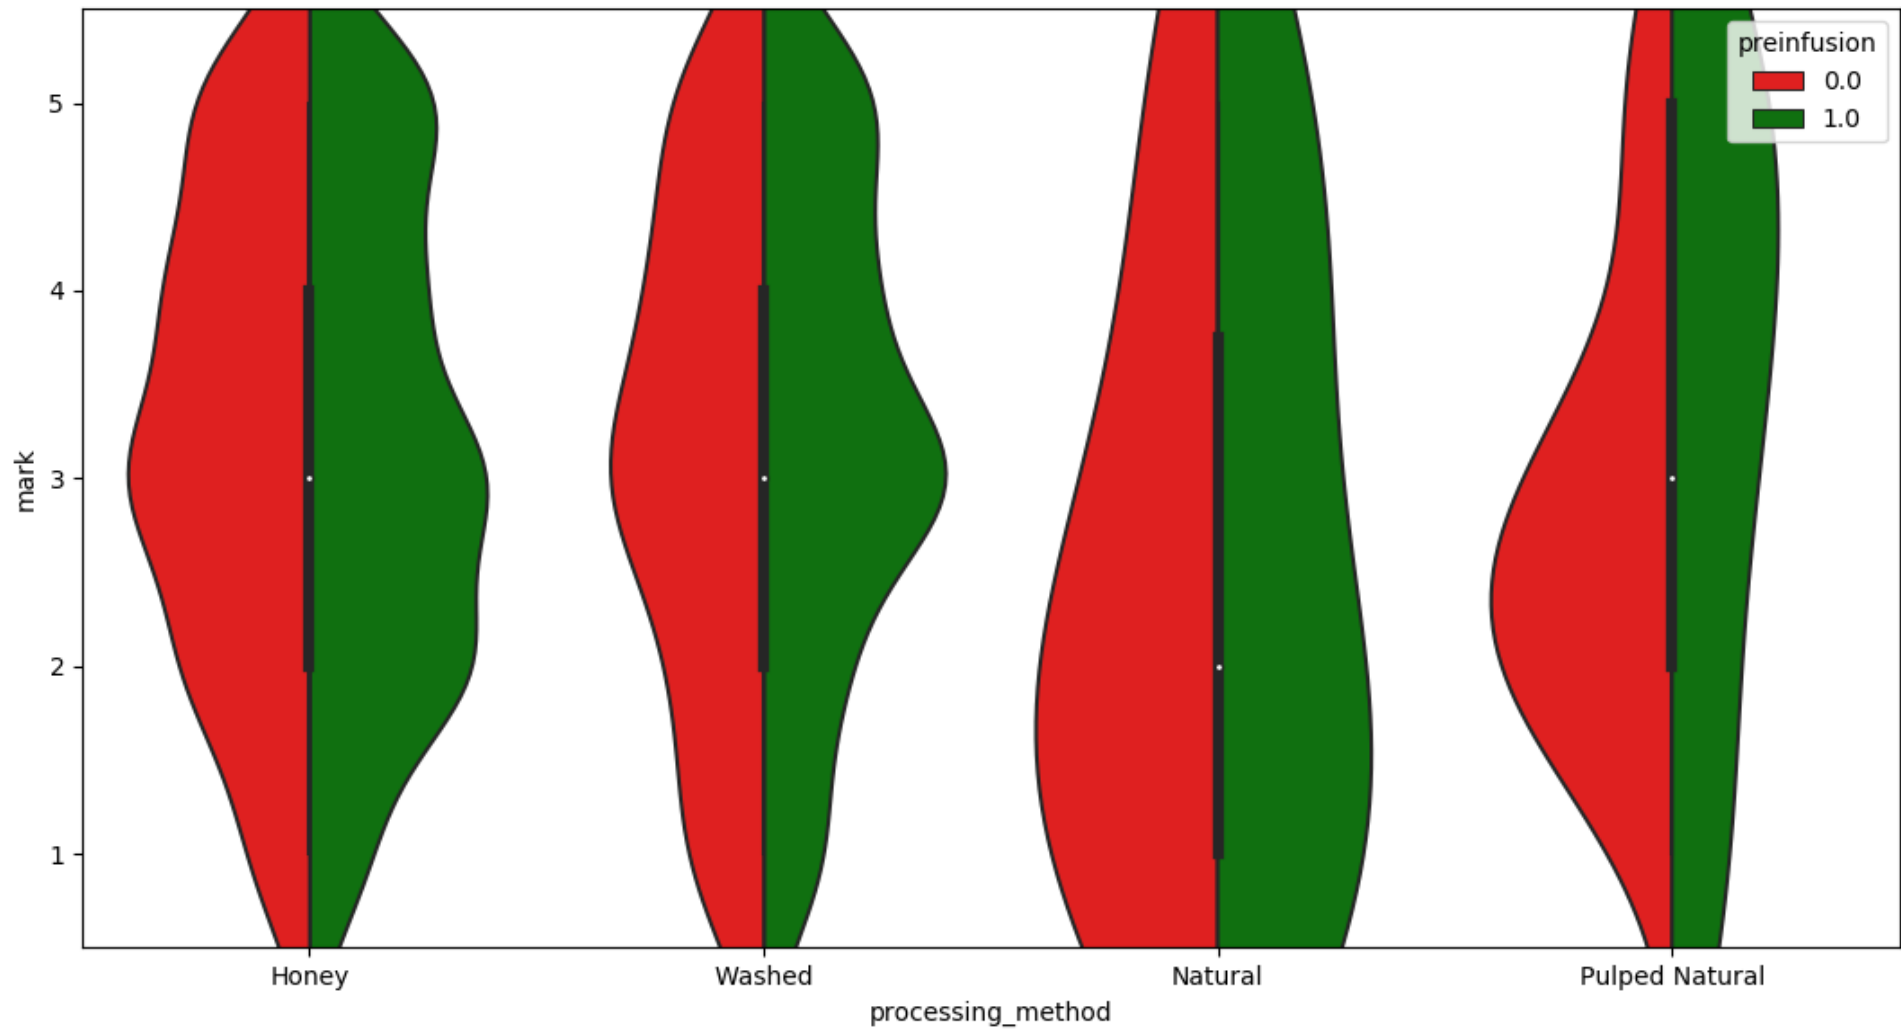 preinfusion
0.0
1.0
5
4
3
2
1
mark
Honey
Washed
Natural
Pulped Natural
processing_method